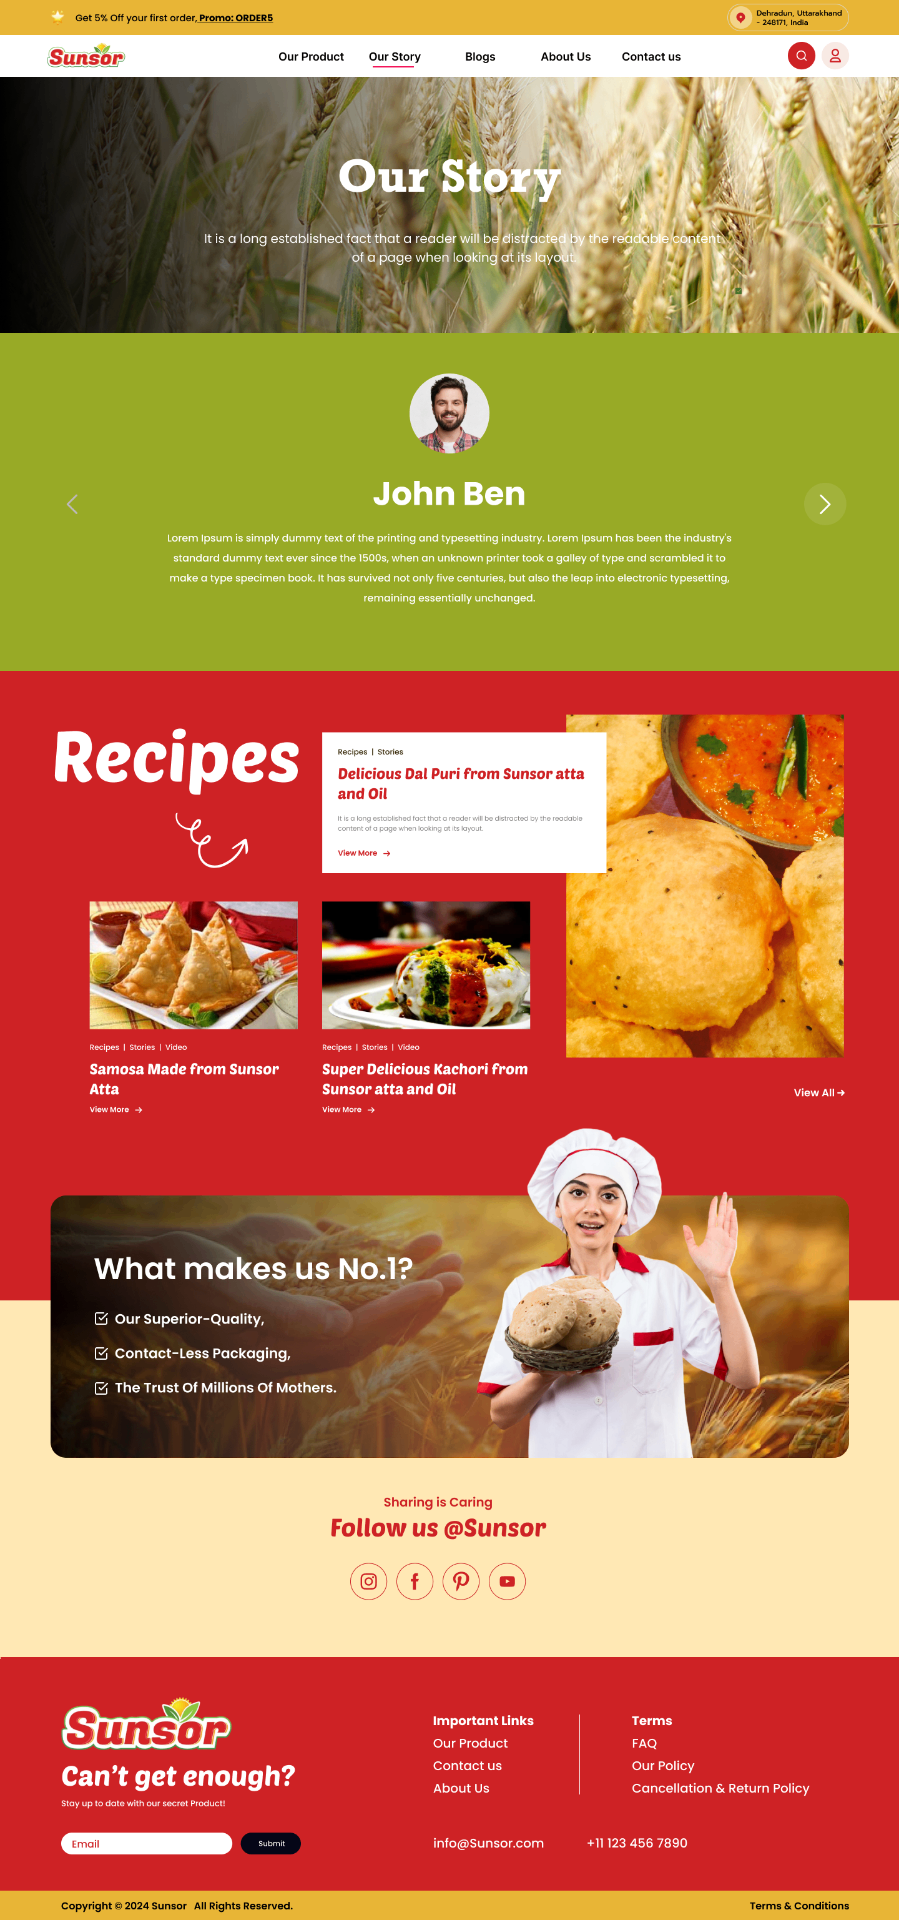 Get 5% Off your first order, Promo: ORDER5
Dehradun, Uttarakhand
- 248171, India
Sunsor
Our Product
Our Story
Blogs
About Us
Contact us
Our Story
It is a long established fact that a reader will be distracted by the readable content
of a page when looking at its layout.
John Ben
Lorem Ipsum is simply dummy text of the printing and typesetting industry. Lorem Ipsum has been the industry's
standard dummy text ever since the 1500s, when an unknown printer took a galley of type and scrambled it to
make a type specimen book. It has survived not only five centuries, but also the leap into electronic typesetting,
remaining essentially unchanged.
Recipes
Recipes | Stories
Delicious Dal Puri from Sunsor atta
and Oil
It is a long established fact that a reader will be distracted by the readable
content of a page when looking at its layout.
View More
Recipes | Stories | Video
Samosa Made from Sunsor
Atta
View More
Recipes | Stories | Video
Super Delicious Kachori from
Sunsor atta and Oil
View More
View All
What makes us No.1?
Our Superior-Quality,
Contact-Less Packaging,
The Trust Of Millions Of Mothers.
Sharing is Caring
Follow us @Sunsor
Sunsor
Can't get enough?
Stay up to date with our secret Product!
Email
Submit
Important Links
Our Product
Contact us
About Us
Terms
FAQ
Our Policy
Cancellation & Return Policy
info@Sunsor.com
+11 123 456 7890
Copyright © 2024 Sunsor All Rights Reserved.
Terms & Conditions